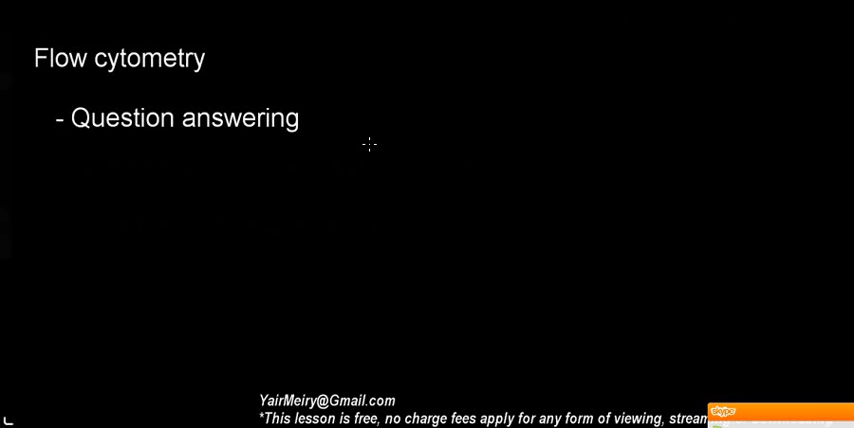 Flow cytometry
- Question answering
YairMeiry@Gmail.com
*This lesson is free, no charge fees apply for any form of viewing, stream
skype